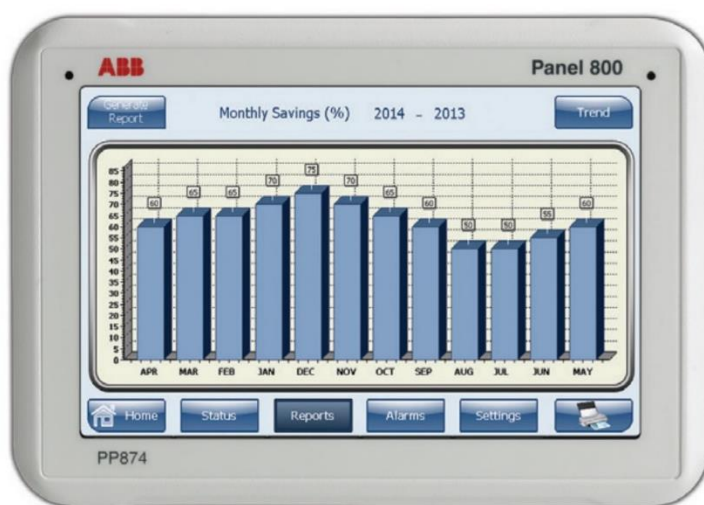 ABB
Panel 800
Generate
Report
Monthly Savings (%) 2014 - 2013
Trend
60 65 65 70 75 70 65 60 50 50 55 60
85
80
75
70
65
60
55
50
45
40
35
30
25
20
15
10
5
0
APR MAR FEB JAN DEC NOV OCT SEP AUG JUL JUN MAY
Home
Status
Reports
Alarms
Settings
PP874